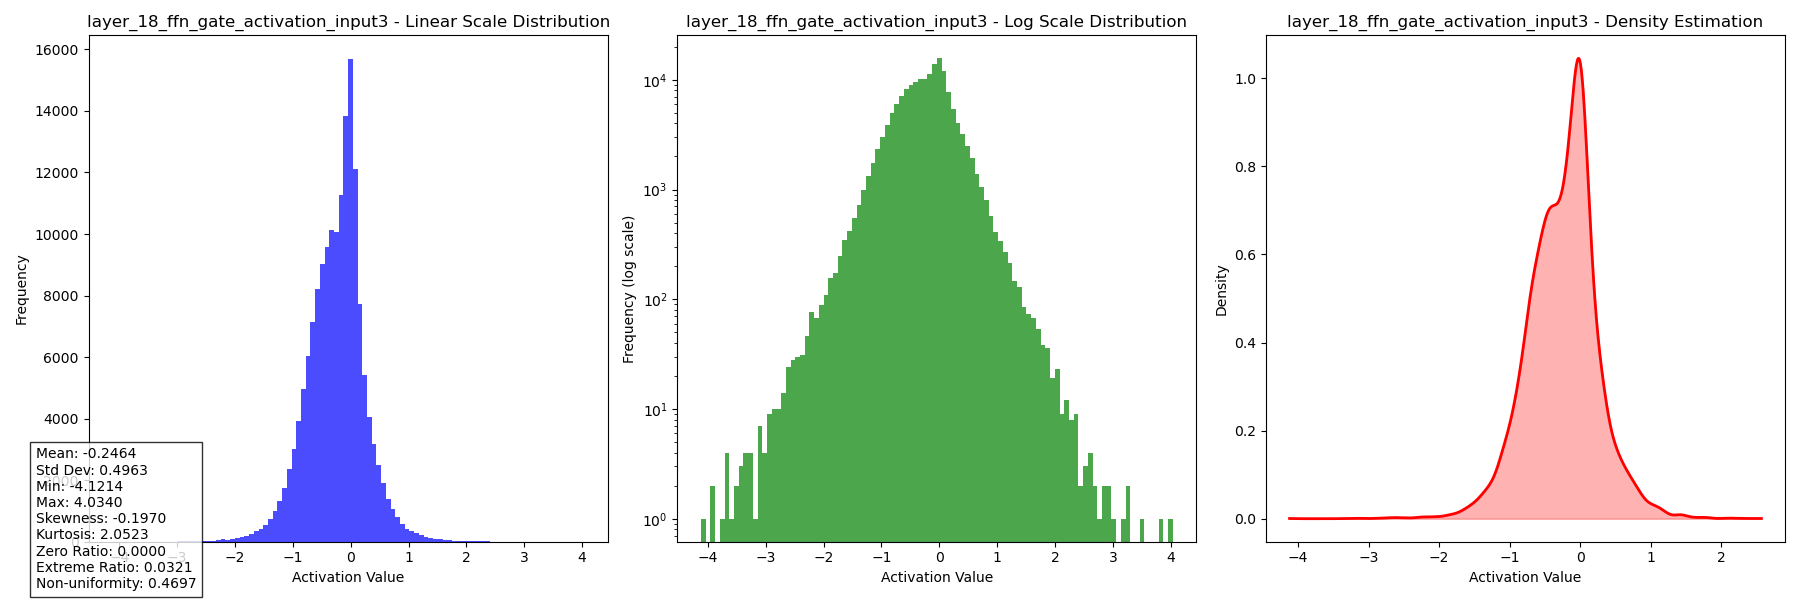 layer_18_ffn_gate_activation_input3 - Linear Scale Distribution
16000
14000
12000
10000
8000
6000
4000
2000
0
Frequency
−4 −3 −2 −1 0 1 2 3 4
Activation Value
Mean: -0.2464
Std Dev: 0.4963
Min: -4.1214
Max: 4.0340
Skewness: -0.1970
Kurtosis: 2.0523
Zero Ratio: 0.0000
Extreme Ratio: 0.0321
Non-uniformity: 0.4697
layer_18_ffn_gate_activation_input3 - Log Scale Distribution
10⁴
10³
10²
10¹
10⁰
Frequency (log scale)
−4 −3 −2 −1 0 1 2 3 4
Activation Value
layer_18_ffn_gate_activation_input3 - Density Estimation
1.0
0.8
0.6
0.4
0.2
0.0
Density
−4 −3 −2 −1 0 1 2
Activation Value